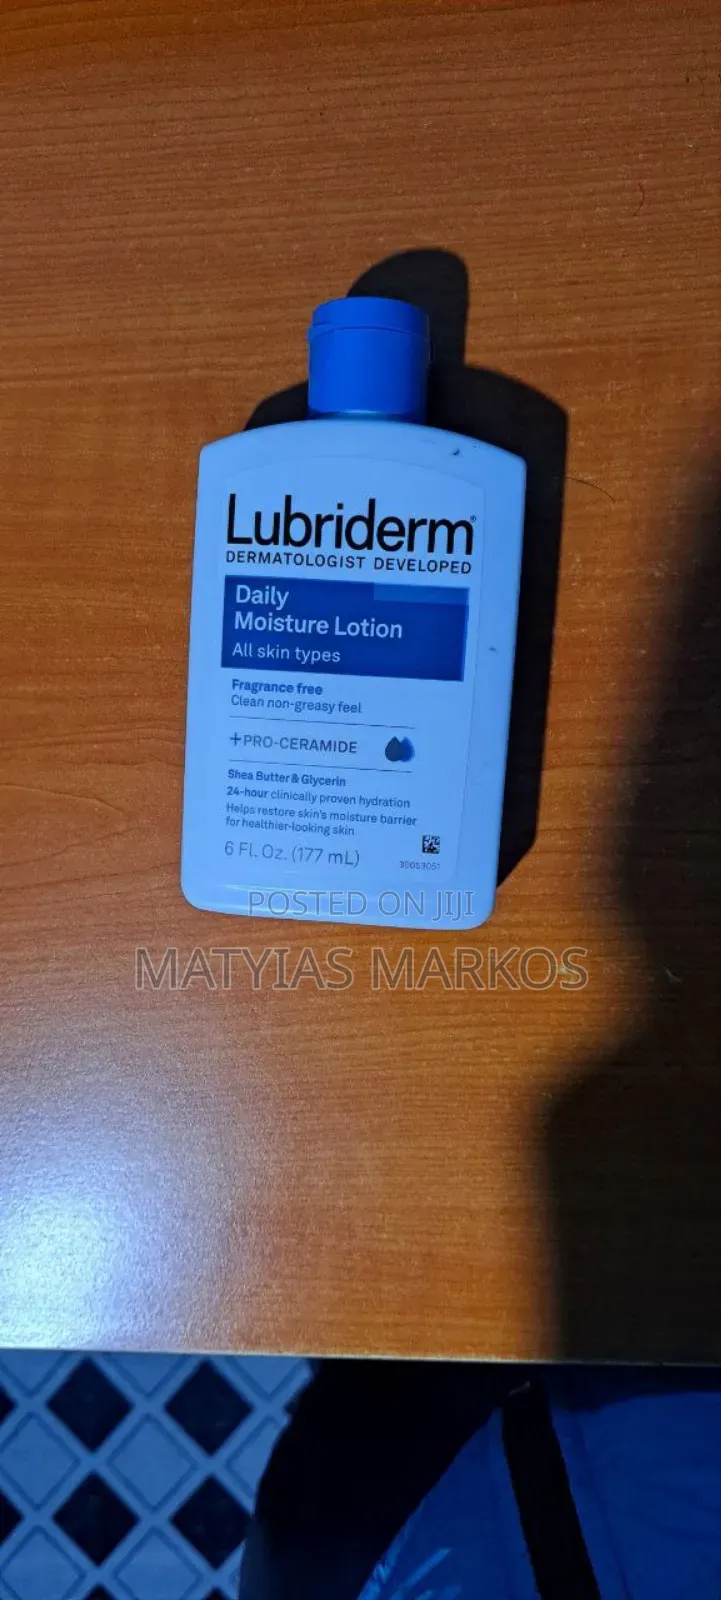 Lubriderm®
DERMATOLOGIST DEVELOPED
Daily
Moisture Lotion
All skin types
Fragrance free
Clean non-greasy feel
+PRO-CERAMIDE
Shea Butter & Glycerin
24-hour clinically proven hydration
Helps restore skin's moisture barrier
for healthier-looking skin
6 Fl. Oz. (177 mL)
30053051
POSTED ON JIJI
MATYIAS MARKOS